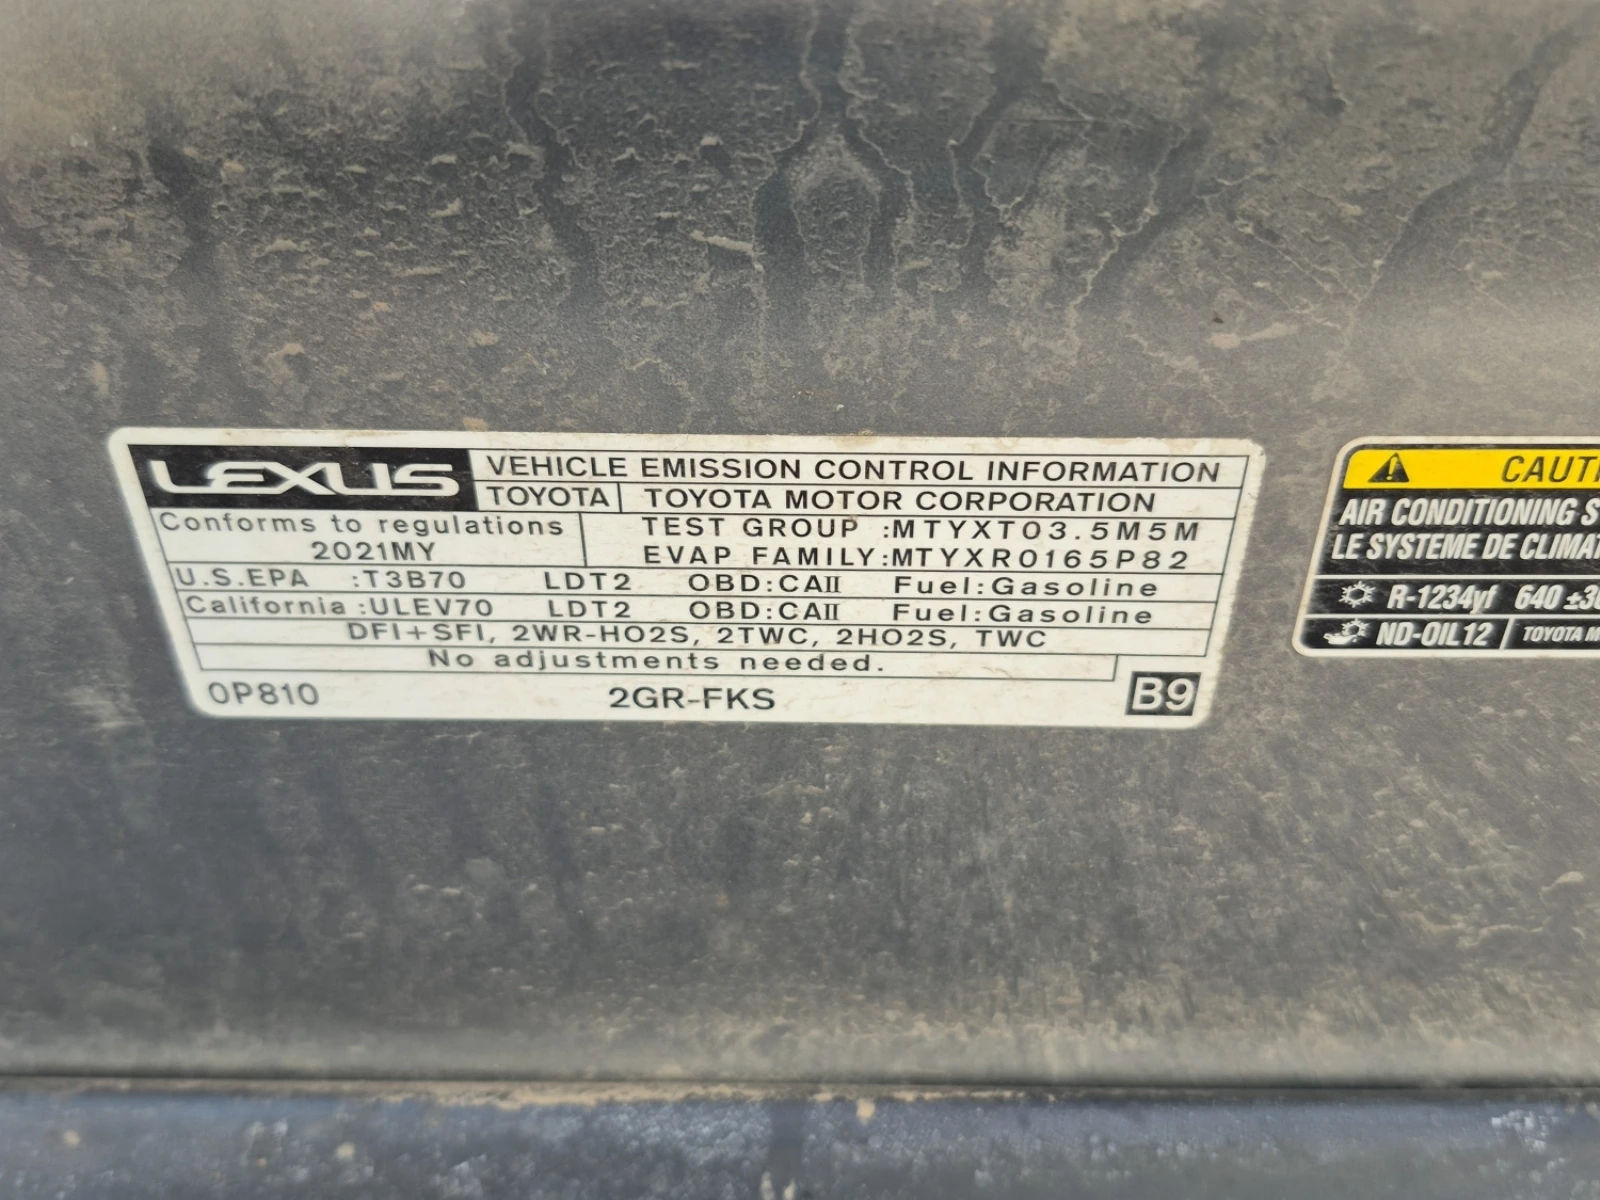 LEXUS VEHICLE EMISSION CONTROL INFORMATION
TOYOTA TOYOTA MOTOR CORPORATION
Conforms to regulations
2021MY
TEST GROUP :MTYXT03.5M5M
EVAP FAMILY:MTYXR0165P82
U.S.EPA :T3B70 LDT2 OBD:CAII Fuel:Gasoline
California :ULEV70 LDT2 OBD:CAII Fuel:Gasoline
DFI+SFI, 2WR-HO2S, 2TWC, 2HO2S, TWC
No adjustments needed.
0P810 2GR-FKS B9
CAUTI
AIR CONDITIONING S
LE SYSTEME DE CLIMAT
R-1234yf 640 ±30
ND-OIL12 TOYOTA M